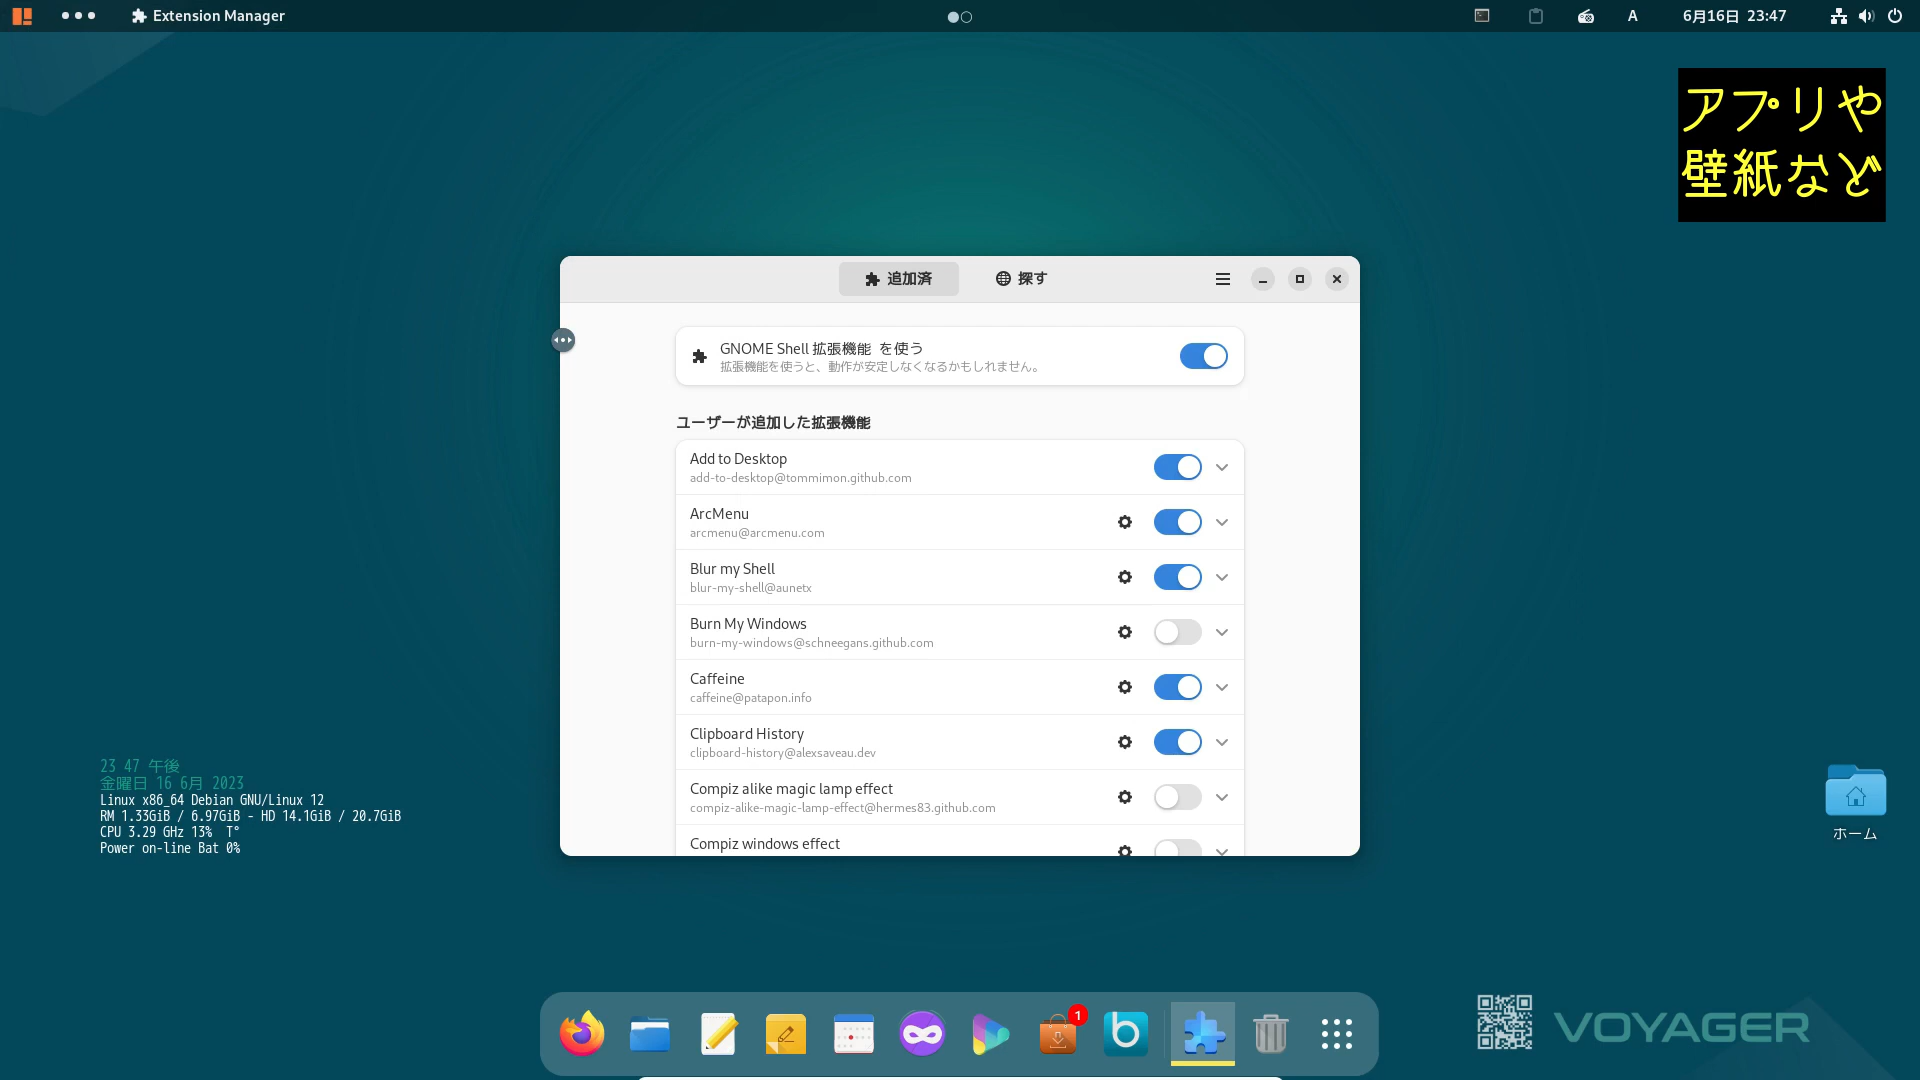 Extension Manager
A
6月16日 23:47
アプリや
壁紙など
追加済
探す
GNOME Shell 拡張機能 を使う
拡張機能を使うと、動作が安定しなくなるかもしれません。
ユーザーが追加した拡張機能
Add to Desktop
add-to-desktop@tommimon.github.com
ArcMenu
arcmenu@arcmenu.com
Blur my Shell
blur-my-shell@aunetx
Burn My Windows
burn-my-windows@schneegans.github.com
Caffeine
caffeine@patapon.info
Clipboard History
clipboard-history@alexsaveau.dev
Compiz alike magic lamp effect
compiz-alike-magic-lamp-effect@hermes83.github.com
Compiz windows effect
23 47 午後
金曜日 16 6月 2023
Linux x86_64 Debian GNU/Linux 12
RM 1.33GiB / 6.97GiB - HD 14.1GiB / 20.7GiB
CPU 3.29 GHz 13% T°
Power on-line Bat 0%
ホーム
1
VOYAGER